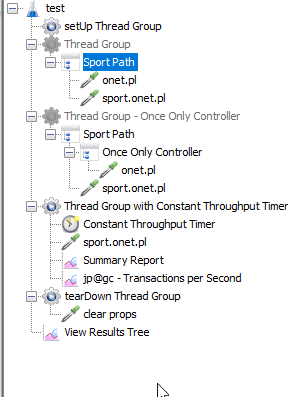 test
setUp Thread Group
Thread Group
Sport Path
onet.pl
sport.onet.pl
Thread Group - Once Only Controller
Sport Path
Once Only Controller
onet.pl
sport.onet.pl
Thread Group with Constant Throughput Timer
Constant Throughput Timer
sport.onet.pl
Summary Report
jp@gc - Transactions per Second
tearDown Thread Group
clear props
View Results Tree